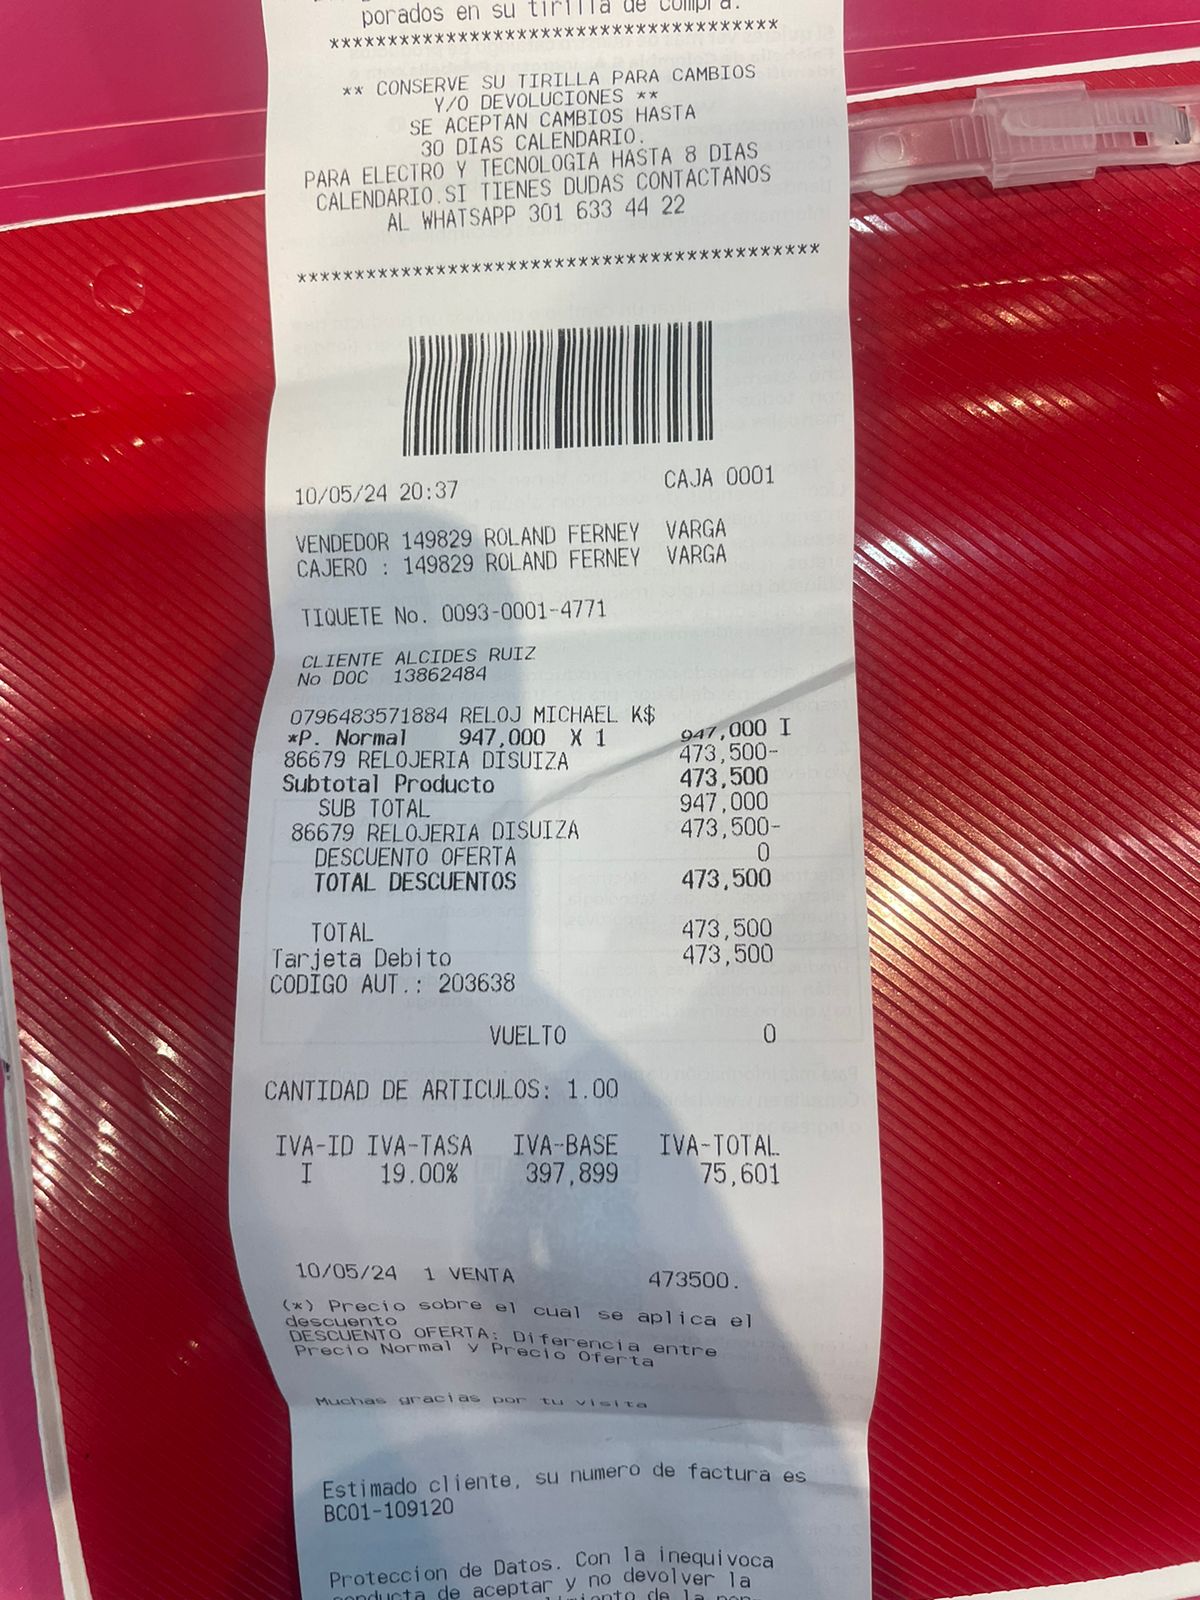 porados en su tirilla de compra.
****************************************
** CONSERVE SU TIRILLA PARA CAMBIOS
Y/O DEVOLUCIONES **
SE ACEPTAN CAMBIOS HASTA
30 DIAS CALENDARIO.
PARA ELECTRO Y TECNOLOGIA HASTA 8 DIAS
CALENDARIO.SI TIENES DUDAS CONTACTANOS
AL WHATSAPP 301 633 44 22
****************************************
10/05/24 20:37 CAJA 0001
VENDEDOR 149829 ROLAND FERNEY VARGA
CAJERO : 149829 ROLAND FERNEY VARGA
TIQUETE No. 0093-0001-4771
CLIENTE ALCIDES RUIZ
No DOC 13862484
0796483571884 RELOJ MICHAEL K$
*P. Normal 947,000 X 1 947,000 I
86679 RELOJERIA DISUIZA 473,500-
Subtotal Producto 473,500
SUB TOTAL 947,000
86679 RELOJERIA DISUIZA 473,500-
DESCUENTO OFERTA 0
TOTAL DESCUENTOS 473,500
TOTAL 473,500
Tarjeta Debito 473,500
CODIGO AUT.: 203638
VUELTO 0
CANTIDAD DE ARTICULOS: 1.00
IVA-ID IVA-TASA IVA-BASE IVA-TOTAL
I 19.00% 397,899 75,601
10/05/24 1 VENTA 473500.
(*) Precio sobre el cual se aplica el
descuento
DESCUENTO OFERTA: Diferencia entre
Precio Normal y Precio Oferta
Muchas gracias por tu visita
Estimado cliente, su numero de factura es
BC01-109120
Proteccion de Datos. Con la inequivoca
conducta de aceptar y no devolver la
de la